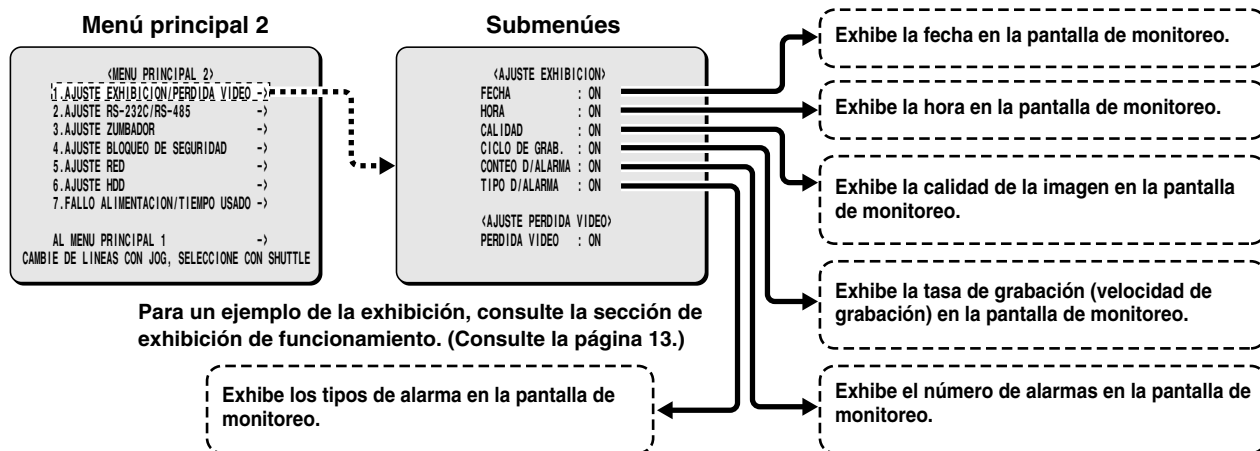 Menú principal 2
<MENU PRINCIPAL 2>
1.AJUSTE EXHIBICION/PERDIDA VIDEO ->
2.AJUSTE RS-232C/RS-485 ->
3.AJUSTE ZUMBADOR ->
4.AJUSTE BLOQUEO DE SEGURIDAD ->
5.AJUSTE RED ->
6.AJUSTE HDD ->
7.FALLO ALIMENTACION/TIEMPO USADO ->
AL MENU PRINCIPAL 1 ->
CAMBIE DE LINEAS CON JOG, SELECCIONE CON SHUTTLE
Submenúes
<AJUSTE EXHIBICION>
FECHA : ON
HORA : ON
CALIDAD : ON
CICLO DE GRAB. : ON
CONTEO D/ALARMA : ON
TIPO D/ALARMA : ON
<AJUSTE PERDIDA VIDEO>
PERDIDA VIDEO : ON
Exhibe la fecha en la pantalla de monitoreo.
Exhibe la hora en la pantalla de monitoreo.
Exhibe la calidad de la imagen en la pantalla
de monitoreo.
Exhibe la tasa de grabación (velocidad de
grabación) en la pantalla de monitoreo.
Exhibe el número de alarmas en la pantalla de
monitoreo.
Para un ejemplo de la exhibición, consulte la sección de
exhibición de funcionamiento. (Consulte la página 13.)
Exhibe los tipos de alarma en la pantalla de
monitoreo.